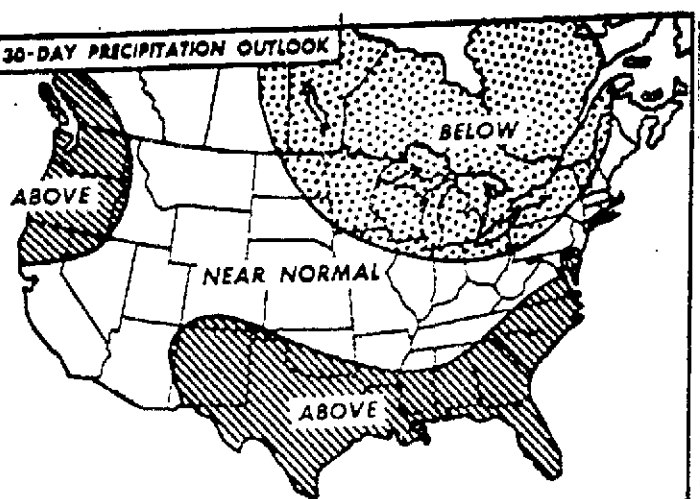 30-DAY PRECIPITATION OUTLOOK
BELOW
ABOVE
NEAR NORMAL
ABOVE